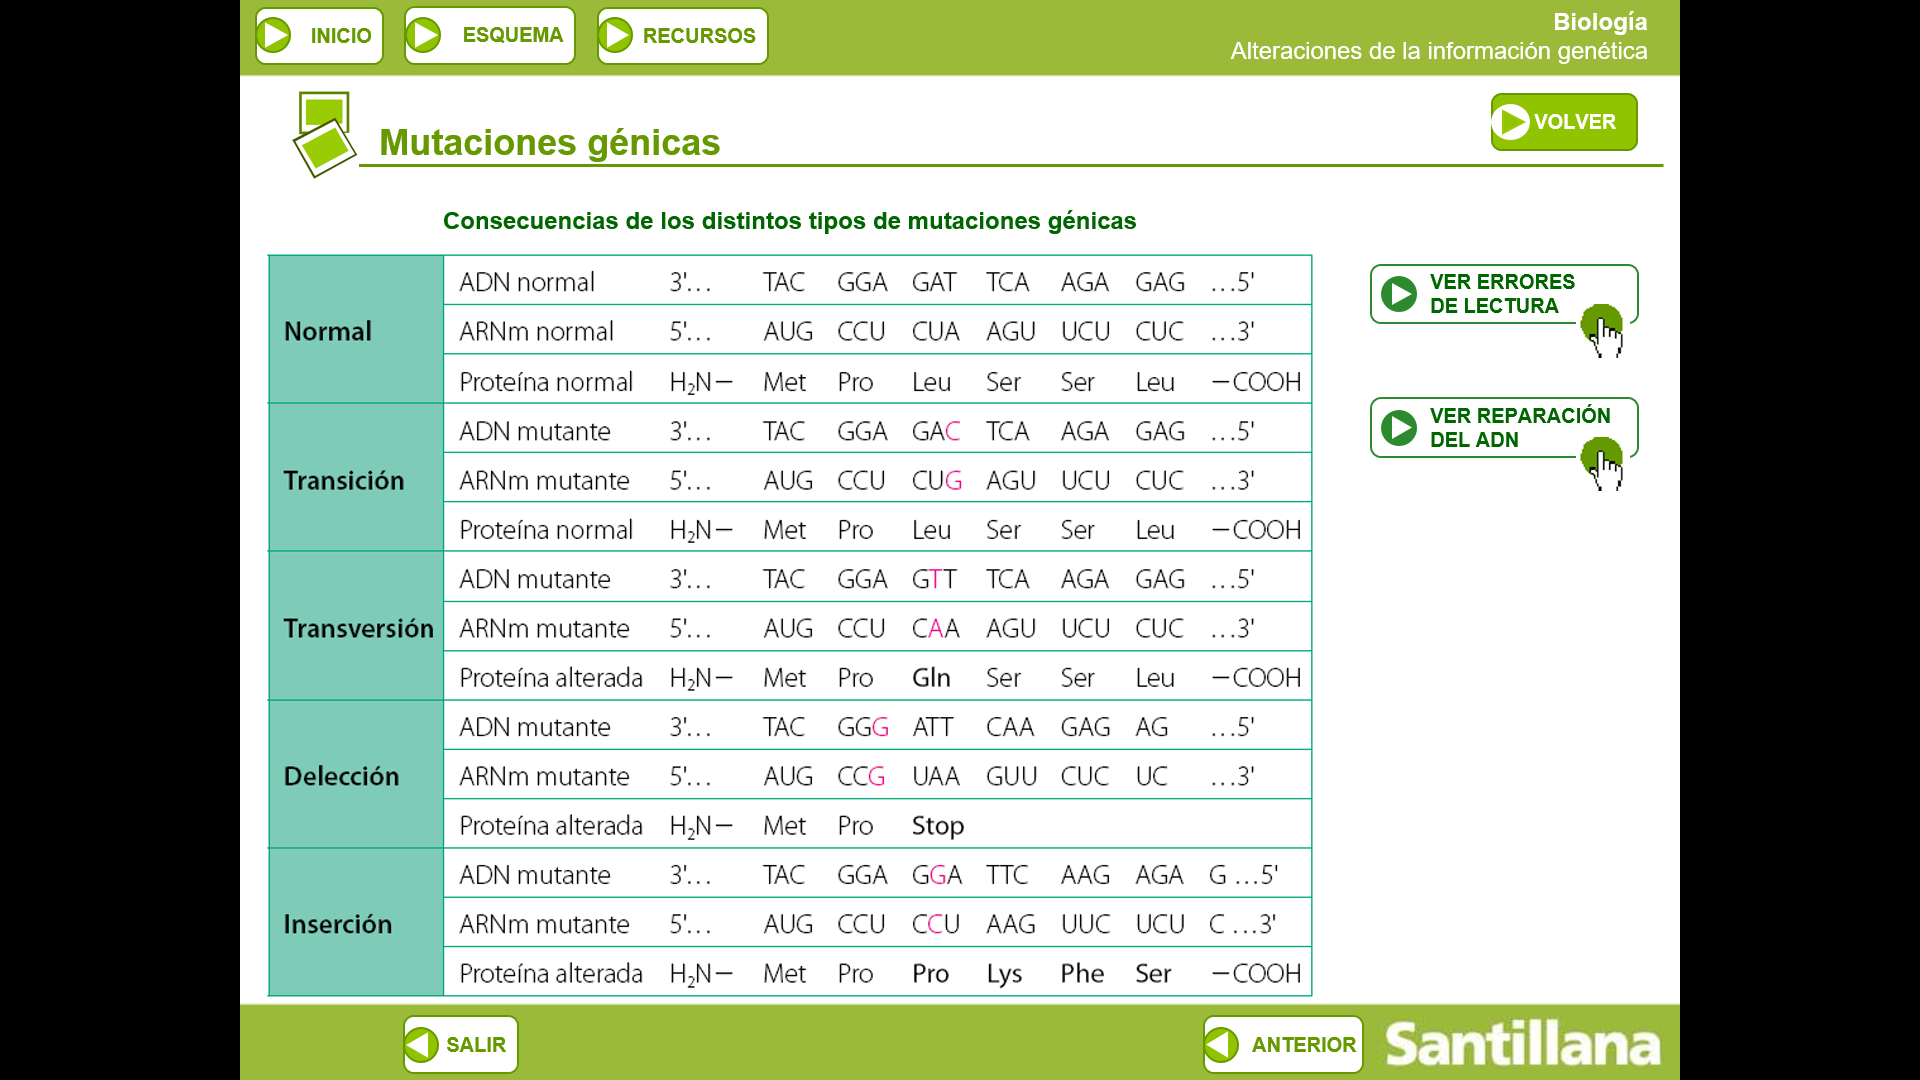 INICIO
ESQUEMA
RECURSOS
Biología
Alteraciones de la información genética
Mutaciones génicas
VOLVER
Consecuencias de los distintos tipos de mutaciones génicas
Normal
ADN normal 3'... TAC GGA GAT TCA AGA GAG ...5'
ARNm normal 5'... AUG CCU CUA AGU UCU CUC ...3'
Proteína normal H₂N– Met Pro Leu Ser Ser Leu –COOH
Transición
ADN mutante 3'... TAC GGA GAC TCA AGA GAG ...5'
ARNm mutante 5'... AUG CCU CUG AGU UCU CUC ...3'
Proteína normal H₂N– Met Pro Leu Ser Ser Leu –COOH
Transversión
ADN mutante 3'... TAC GGA GTT TCA AGA GAG ...5'
ARNm mutante 5'... AUG CCU CAA AGU UCU CUC ...3'
Proteína alterada H₂N– Met Pro Gln Ser Ser Leu –COOH
Delección
ADN mutante 3'... TAC GGG ATT CAA GAG AG ...5'
ARNm mutante 5'... AUG CCG UAA GUU CUC UC ...3'
Proteína alterada H₂N– Met Pro Stop
Inserción
ADN mutante 3'... TAC GGA GGA TTC AAG AGA G ...5'
ARNm mutante 5'... AUG CCU CCU AAG UUC UCU C ...3'
Proteína alterada H₂N– Met Pro Pro Lys Phe Ser –COOH
VER ERRORES
DE LECTURA
VER REPARACIÓN
DEL ADN
SALIR
ANTERIOR
Santillana